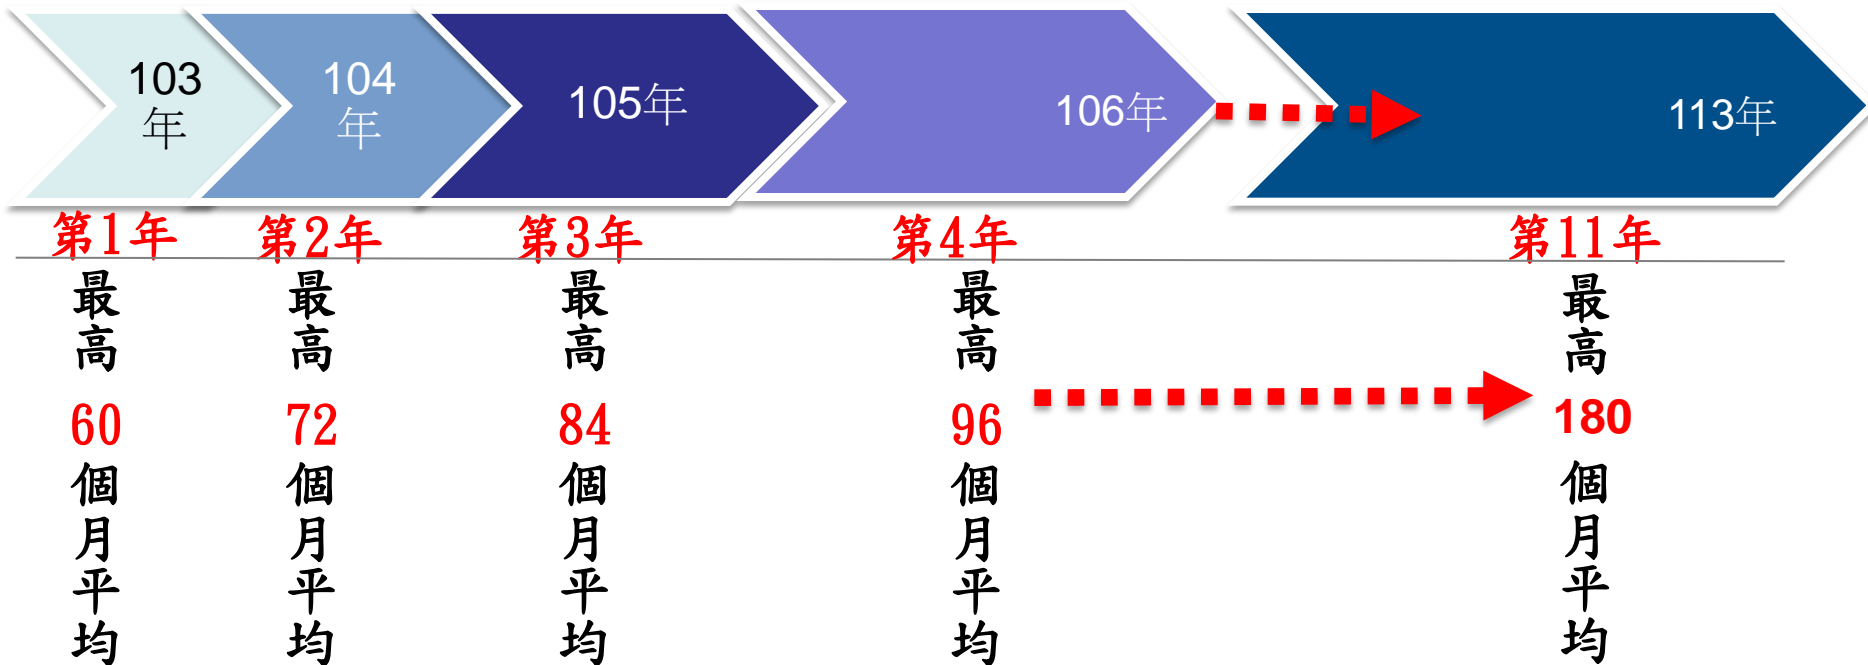 103
年
104
年
105年
106年
113年
第1年
第2年
第3年
第4年
第11年
最高
60
個月平均
最高
72
個月平均
最高
84
個月平均
最高
96
個月平均
最高
180
個月平均